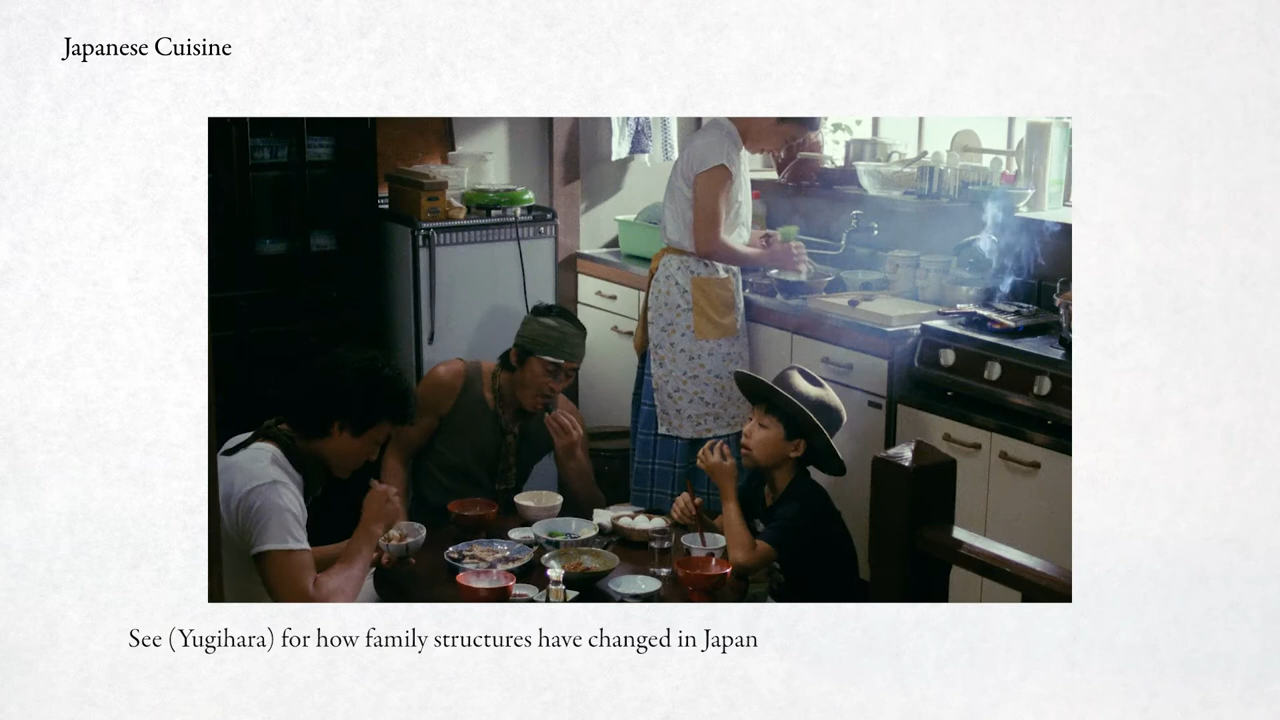 Japanese Cuisine
See (Yugihara) for how family structures have changed in Japan